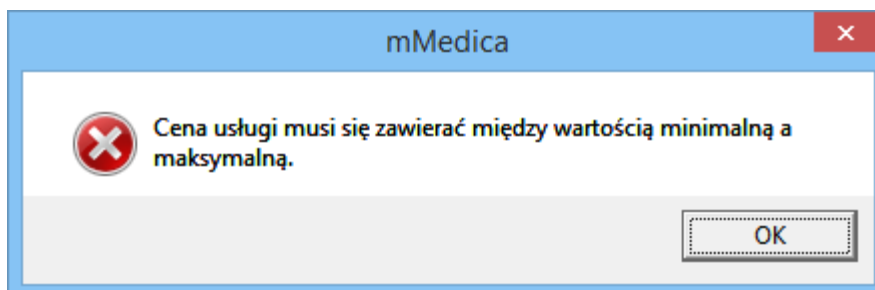 mMedica
Cena usługi musi się zawierać między wartością minimalną a
maksymalną.
OK